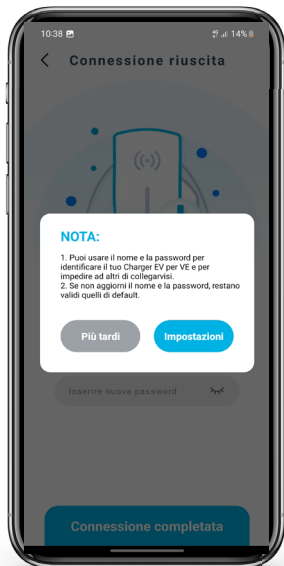 10:38
14%
Connessione riuscita
NOTA:
1. Puoi usare il nome e la password per
identificare il tuo Charger EV per VE e per
impedire ad altri di collegarvisi.
2. Se non aggiorni il nome e la password, restano
validi quelli di default.
Più tardi
Impostazioni
Inserire nuova password
Connessione completata